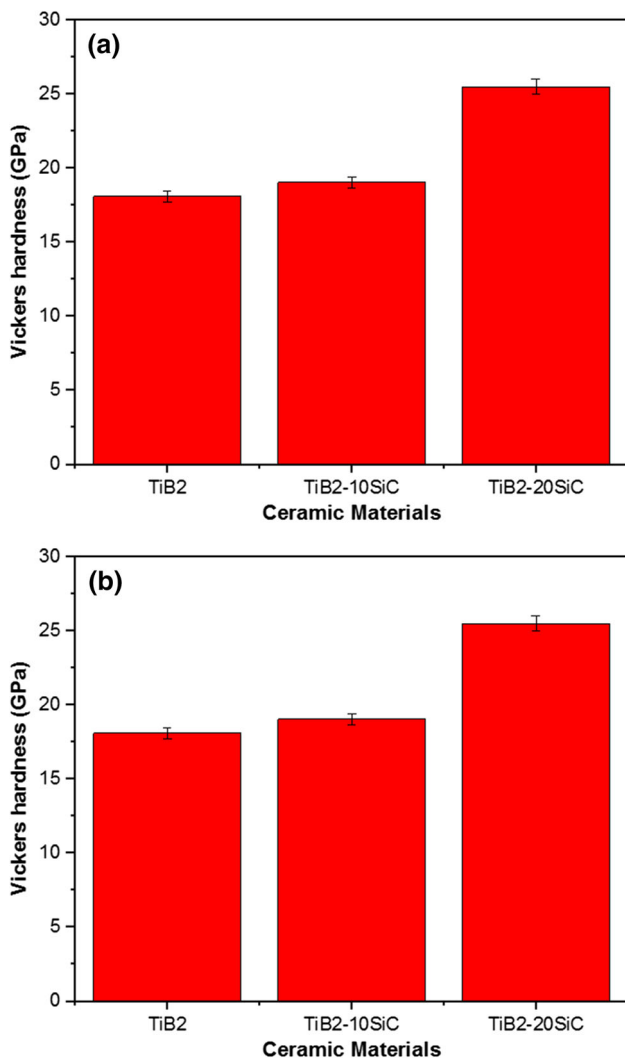 (a)
Vickers hardness (GPa)
30
25
20
15
10
5
0
TiB2 TiB2-10SiC TiB2-20SiC
Ceramic Materials
(b)
Vickers hardness (GPa)
30
25
20
15
10
5
0
TiB2 TiB2-10SiC TiB2-20SiC
Ceramic Materials